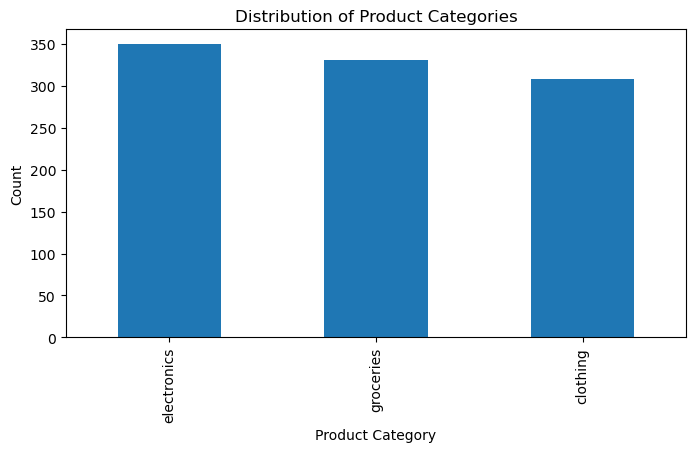 Distribution of Product Categories
350
300
250
200
150
100
50
0
Count
electronics
groceries
clothing
Product Category